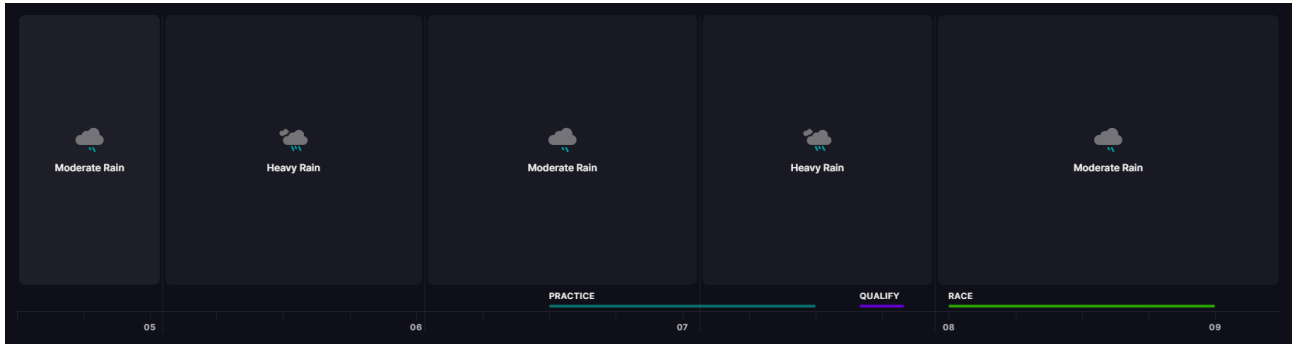 Moderate Rain
Heavy Rain
Moderate Rain
Heavy Rain
Moderate Rain
PRACTICE
QUALIFY
RACE
05
06
07
08
09